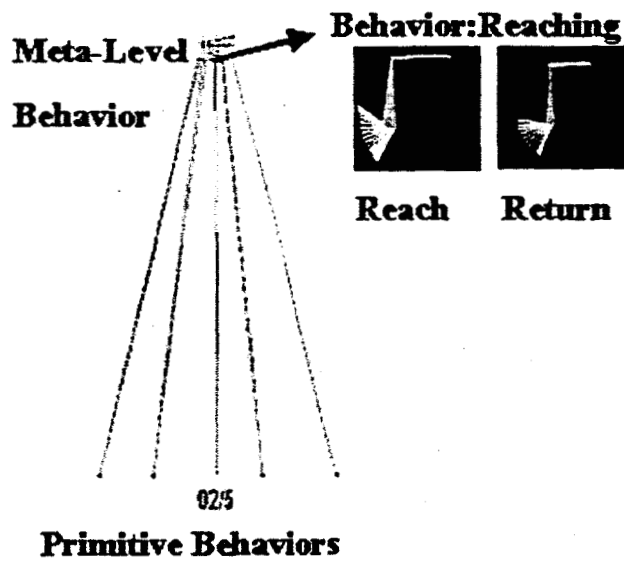 Behavior:Reaching
Meta-Level
Behavior
Reach
Return
Primitive Behaviors